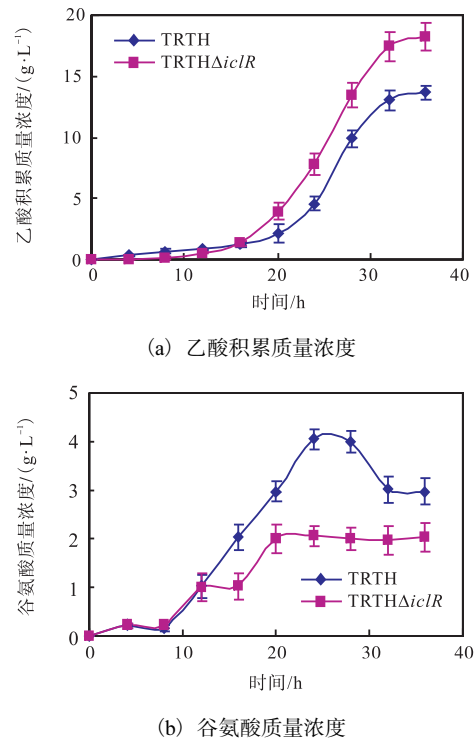 乙酸积累质量浓度/(g·L⁻¹)
20
15
10
5
0
TRTH
TRTHΔiclR
0 10 20 30 40
时间/h
(a) 乙酸积累质量浓度
谷氨酸质量浓度/(g·L⁻¹)
5
4
3
2
1
0
TRTH
TRTHΔiclR
0 10 20 30 40
时间/h
(b) 谷氨酸质量浓度